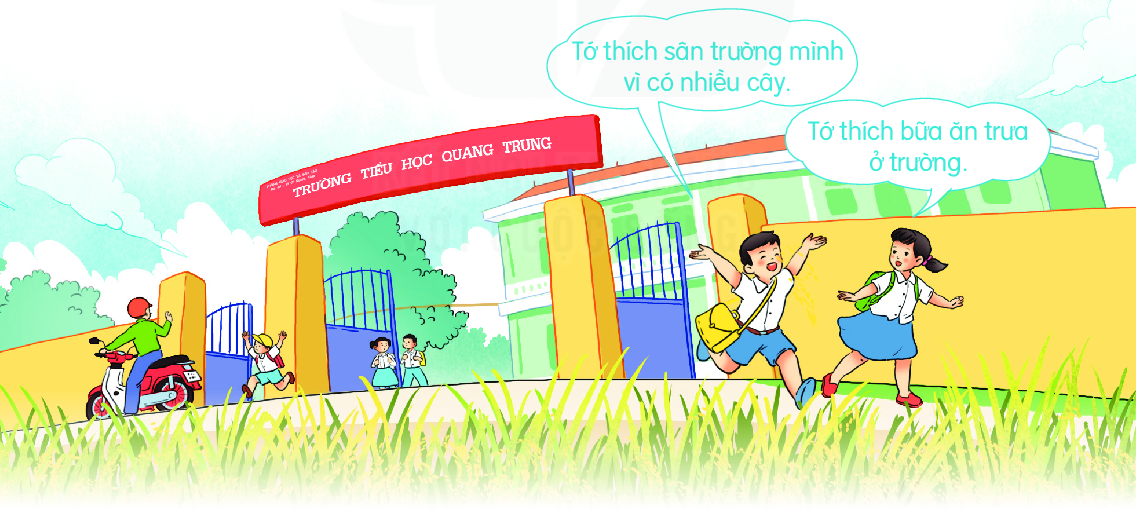 Tớ thích sân trường mình
vì có nhiều cây.
Tớ thích bữa ăn trưa
ở trường.
TRƯỜNG TIỂU HỌC QUANG TRUNG